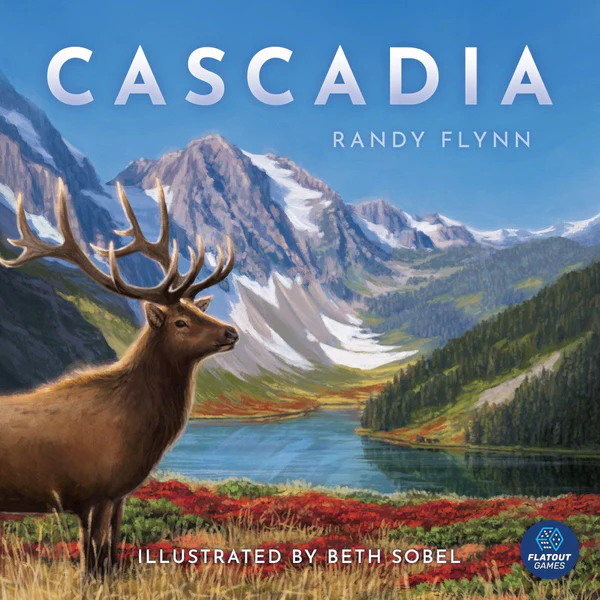 CASCADIA
RANDY FLYNN
ILLUSTRATED BY BETH SOBEL
FLATOUT
GAMES